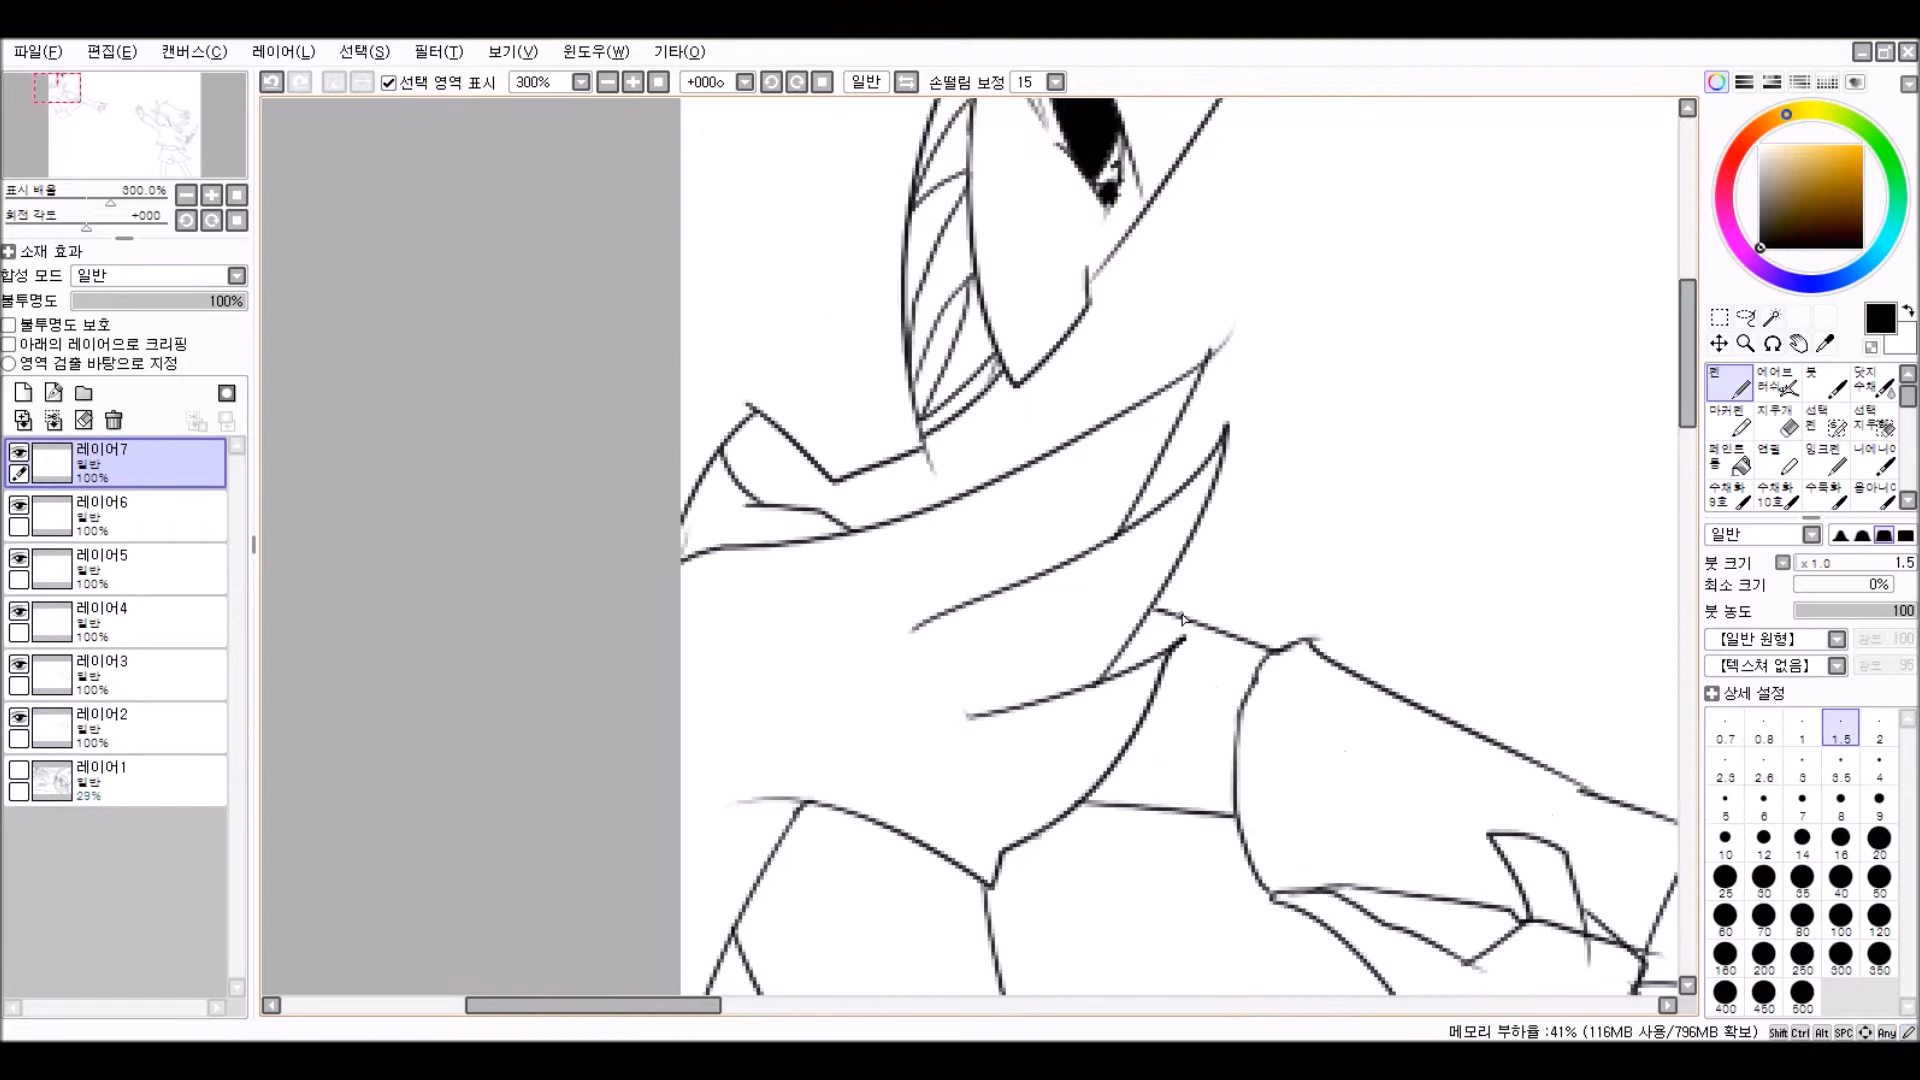 파일(F) 편집(E) 캔버스(C) 레이어(L) 선택(S) 필터(T) 보기(V) 윈도우(W) 기타(O)
선택 영역 표시 300% +000° 일반 손떨림 보정 15
표시 배율 300.0%
회전 각도 +000
소재 효과
합성 모드 일반
불투명도 100%
불투명도 보호
아래의 레이어으로 크리핑
영역 검출 바탕으로 지정
레이어7
일반
100%
레이어6
일반
100%
레이어5
일반
100%
레이어4
일반
100%
레이어3
일반
100%
레이어2
일반
100%
레이어1
일반
29%
펜 에어브러쉬 붓 닷지수채
마커펜 지우개 선택펜 선택지우
페인트통 연필 잉크펜
수채화9호 수채화10호 수묵화
일반
붓 크기 x 1.0 1.5
최소 크기 0%
붓 농도 100
【일반 원형】 100
【텍스쳐 없음】 95
상세 설정
0.7 0.8 1 1.5 2
2.3 2.6 3 3.5 4
5 6 7 8 9
10 12 14 16 20
25 30 35 40 50
60 70 80 100 120
160 200 250 300 350
400 450 500
메모리 부하율 :41% (116MB 사용/796MB 확보) Shift Ctrl Alt SPC Any